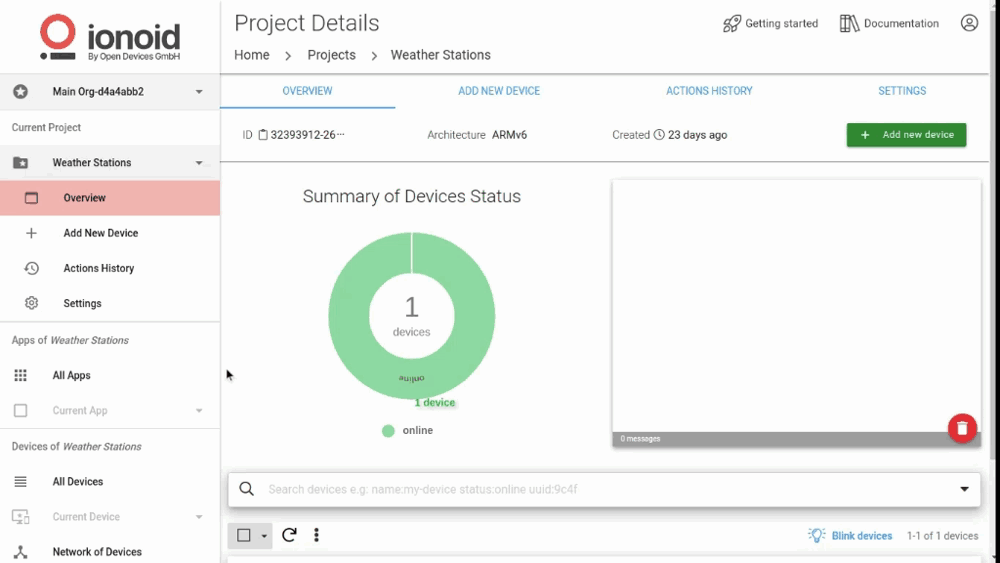 ionoid
By Open Devices GmbH
Main Org-d4a4abb2
Current Project
Weather Stations
Overview
Add New Device
Actions History
Settings
Apps of Weather Stations
All Apps
Current App
Devices of Weather Stations
All Devices
Current Device
Network of Devices
Project Details
Getting started
Documentation
Home > Projects > Weather Stations
OVERVIEW
ADD NEW DEVICE
ACTIONS HISTORY
SETTINGS
ID 32393912-26···
Architecture ARMv6
Created 23 days ago
+ Add new device
Summary of Devices Status
1
devices
online
1 device
online
0 messages
Search devices e.g: name:my-device status:online uuid:9c4f
Blink devices
1-1 of 1 devices